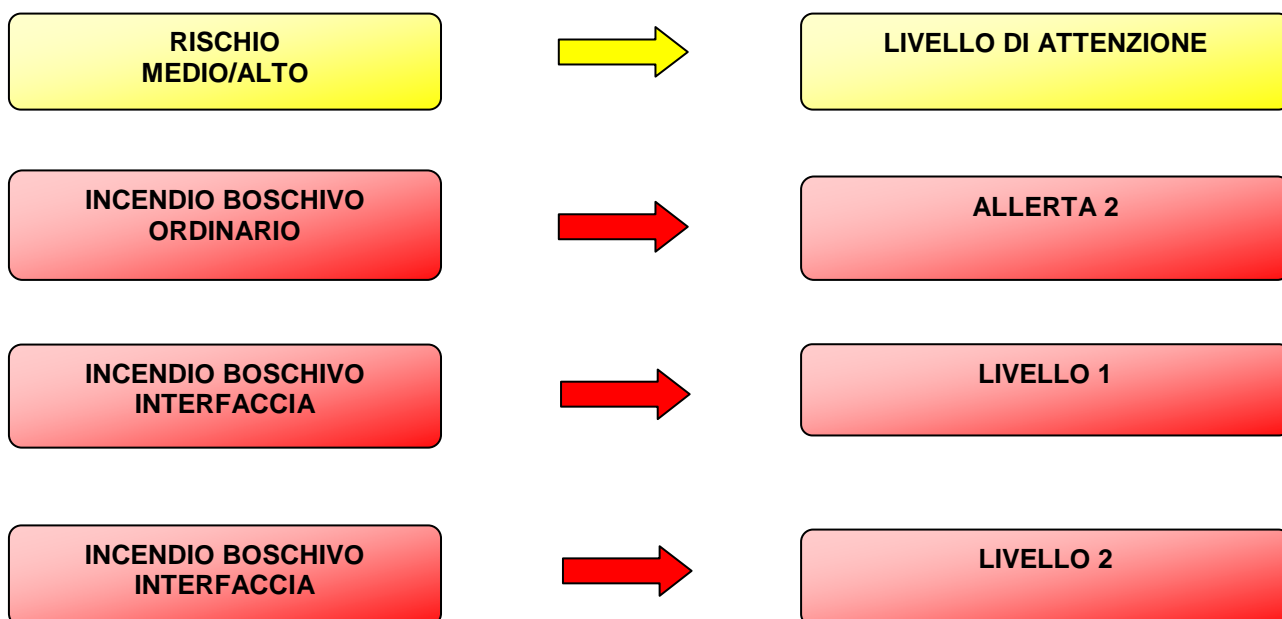 RISCHIO
MEDIO/ALTO
LIVELLO DI ATTENZIONE
INCENDIO BOSCHIVO
ORDINARIO
ALLERTA 2
INCENDIO BOSCHIVO
INTERFACCIA
LIVELLO 1
INCENDIO BOSCHIVO
INTERFACCIA
LIVELLO 2